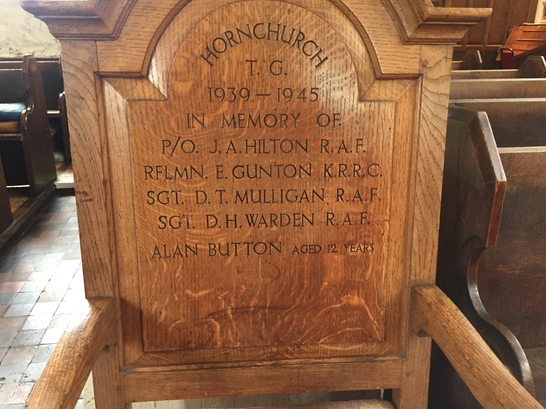 HORNCHURCH
T. G.
1939 – 1945
IN MEMORY OF
P/O. J. A. HILTON R.A.F.
RFLMN. E. GUNTON K.R.R.C.
SGT. D. T. MULLIGAN, R.A.F.
SGT. D. H. WARDEN R.A.F.
ALAN BUTTON AGED 12 YEARS